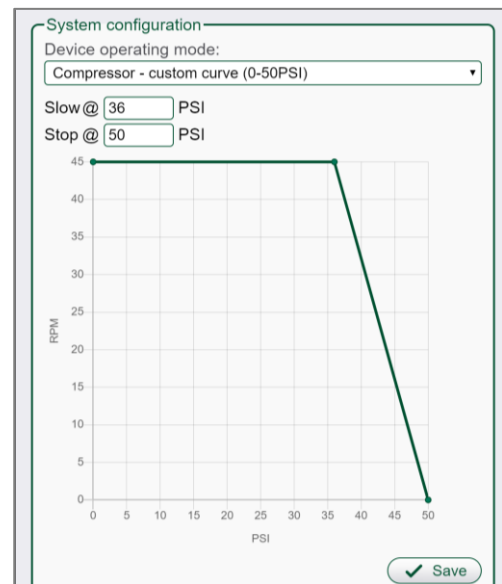 System configuration
Device operating mode:
Compressor - custom curve (0-50PSI)
Slow @ 36 PSI
Stop @ 50 PSI
45
40
35
30
25
20
15
10
5
0
RPM
0 5 10 15 20 25 30 35 40 45 50
PSI
Save